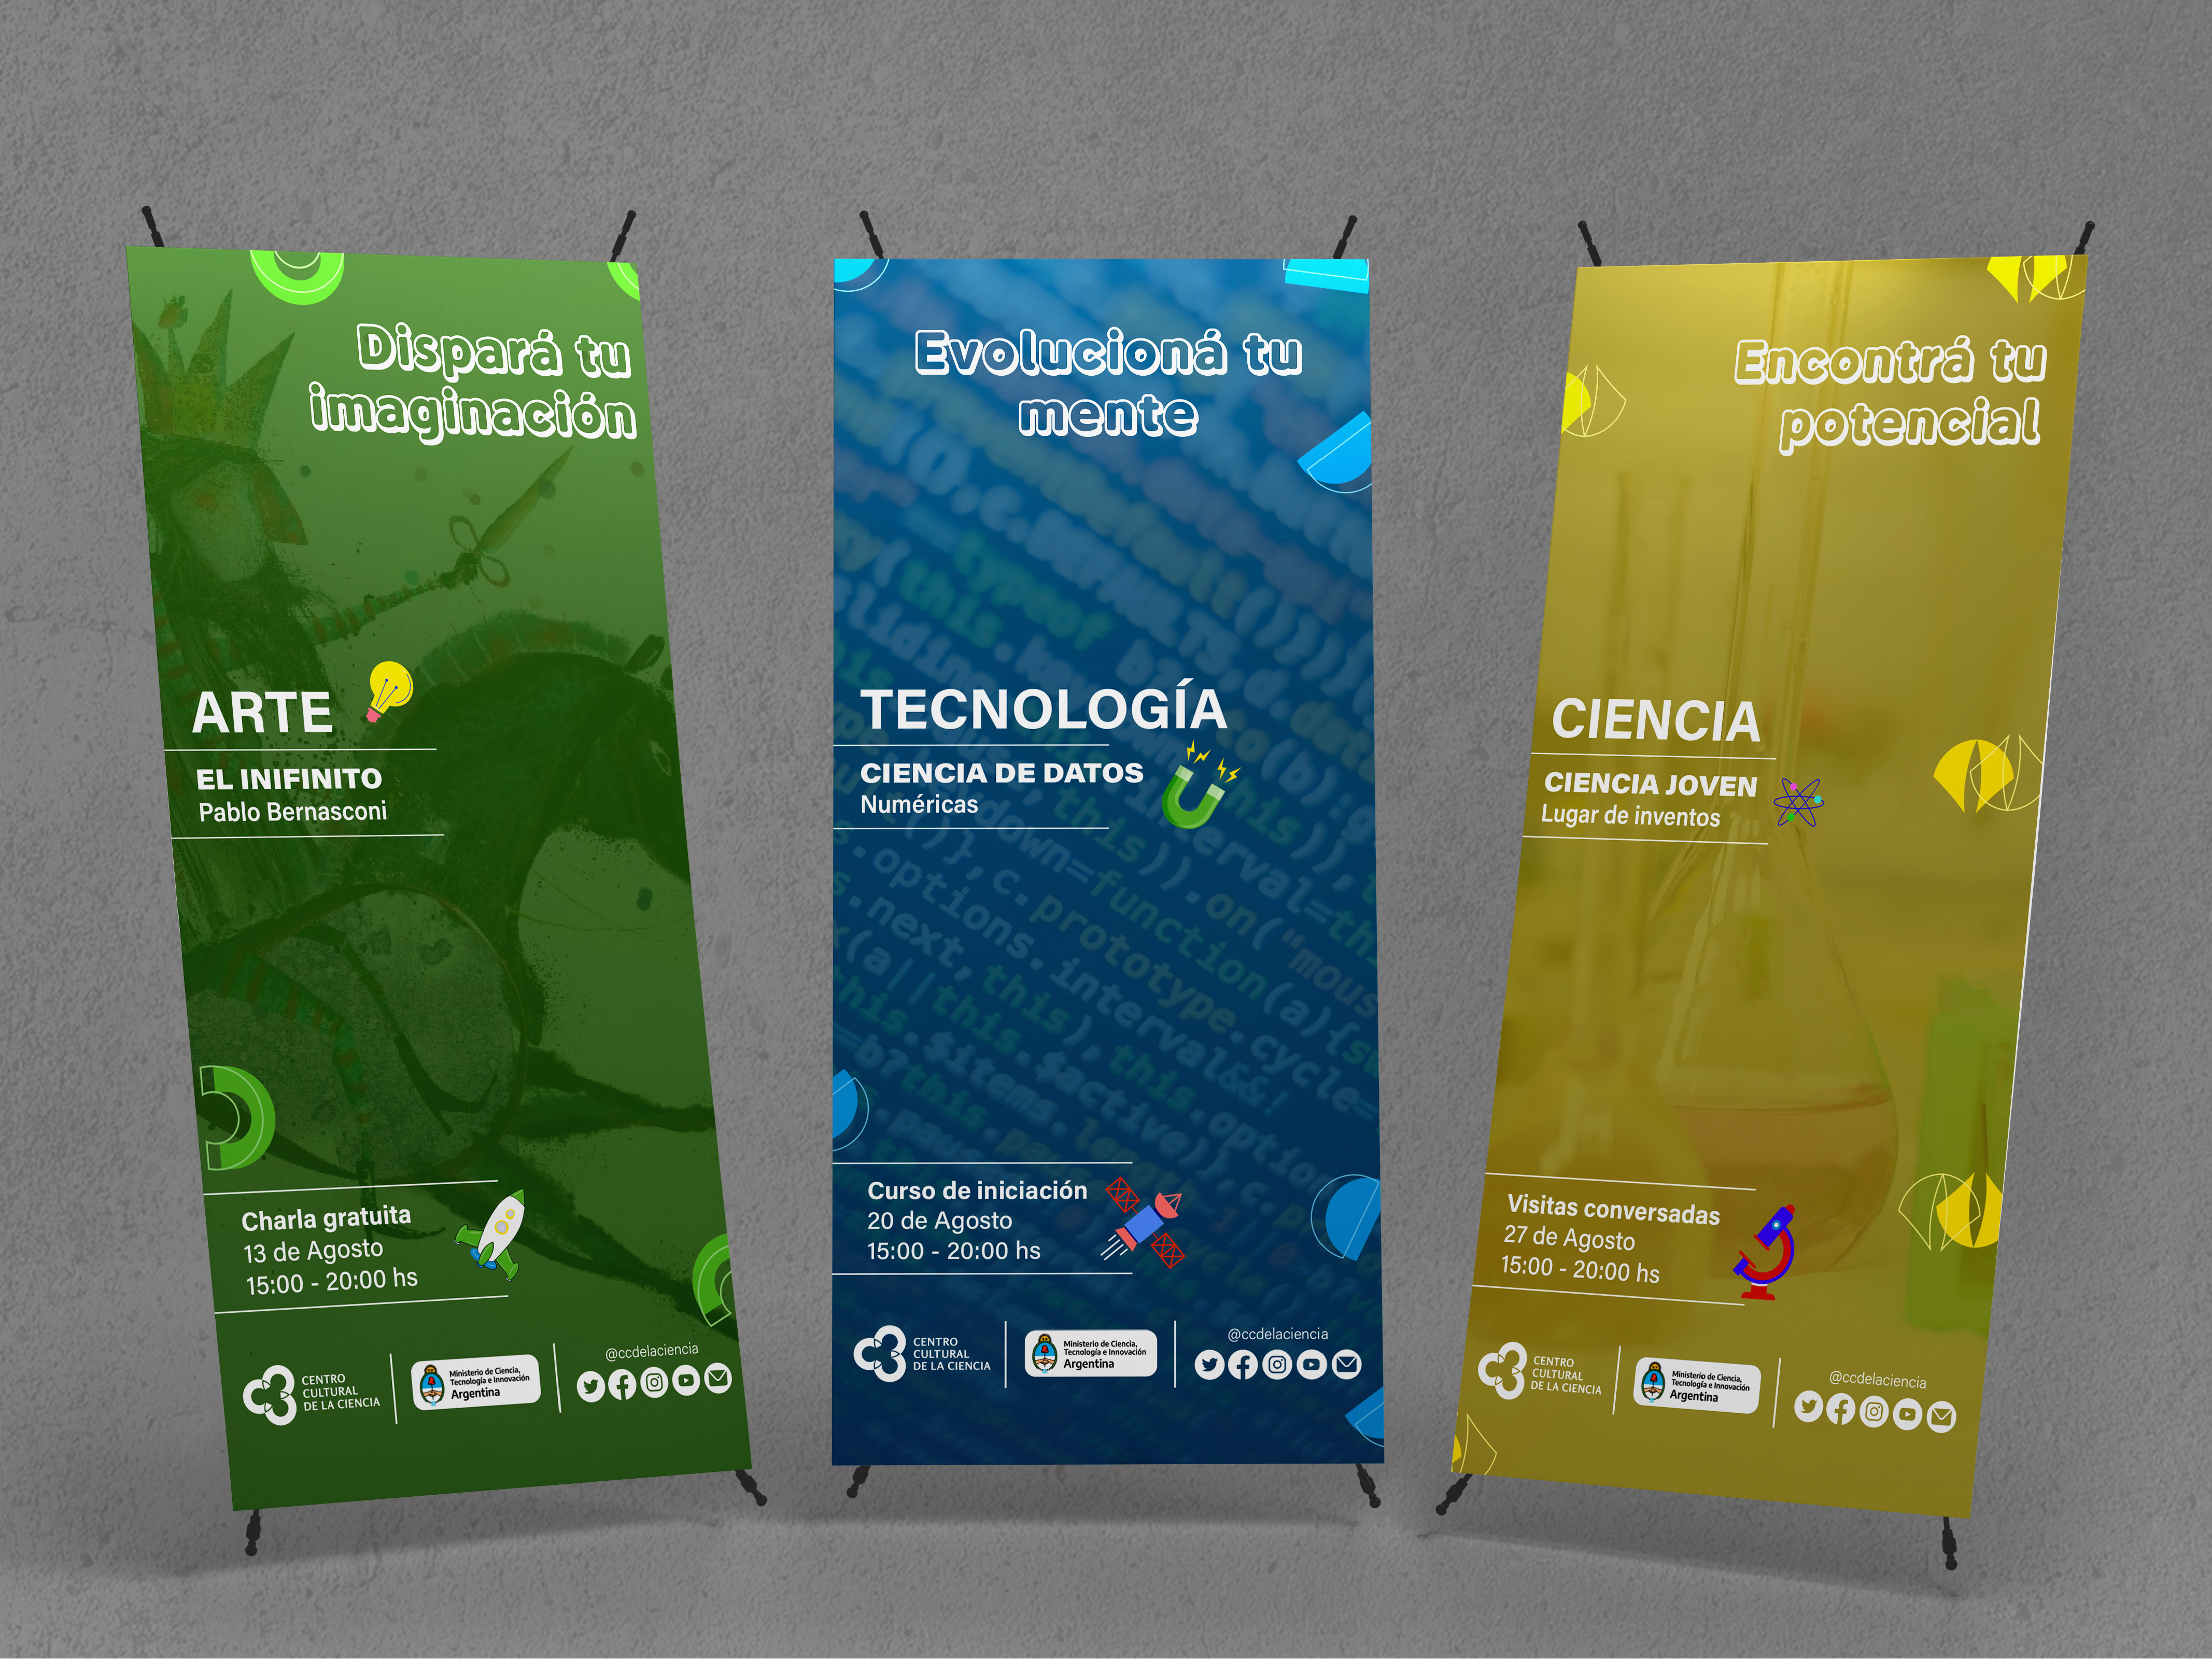 Dispará tu
imaginación
ARTE
EL INIFINITO
Pablo Bernasconi
Charla gratuita
13 de Agosto
15:00 - 20:00 hs
CENTRO
CULTURAL
DE LA CIENCIA
Ministerio de Ciencia,
Tecnología e Innovación
Argentina
@ccdelaciencia
Evolucioná tu
mente
TECNOLOGÍA
CIENCIA DE DATOS
Numéricas
Curso de iniciación
20 de Agosto
15:00 - 20:00 hs
CENTRO
CULTURAL
DE LA CIENCIA
Ministerio de Ciencia,
Tecnología e Innovación
Argentina
@ccdelaciencia
Encontrá tu
potencial
CIENCIA
CIENCIA JOVEN
Lugar de inventos
Visitas conversadas
27 de Agosto
15:00 - 20:00 hs
CENTRO
CULTURAL
DE LA CIENCIA
Ministerio de Ciencia,
Tecnología e Innovación
Argentina
@ccdelaciencia